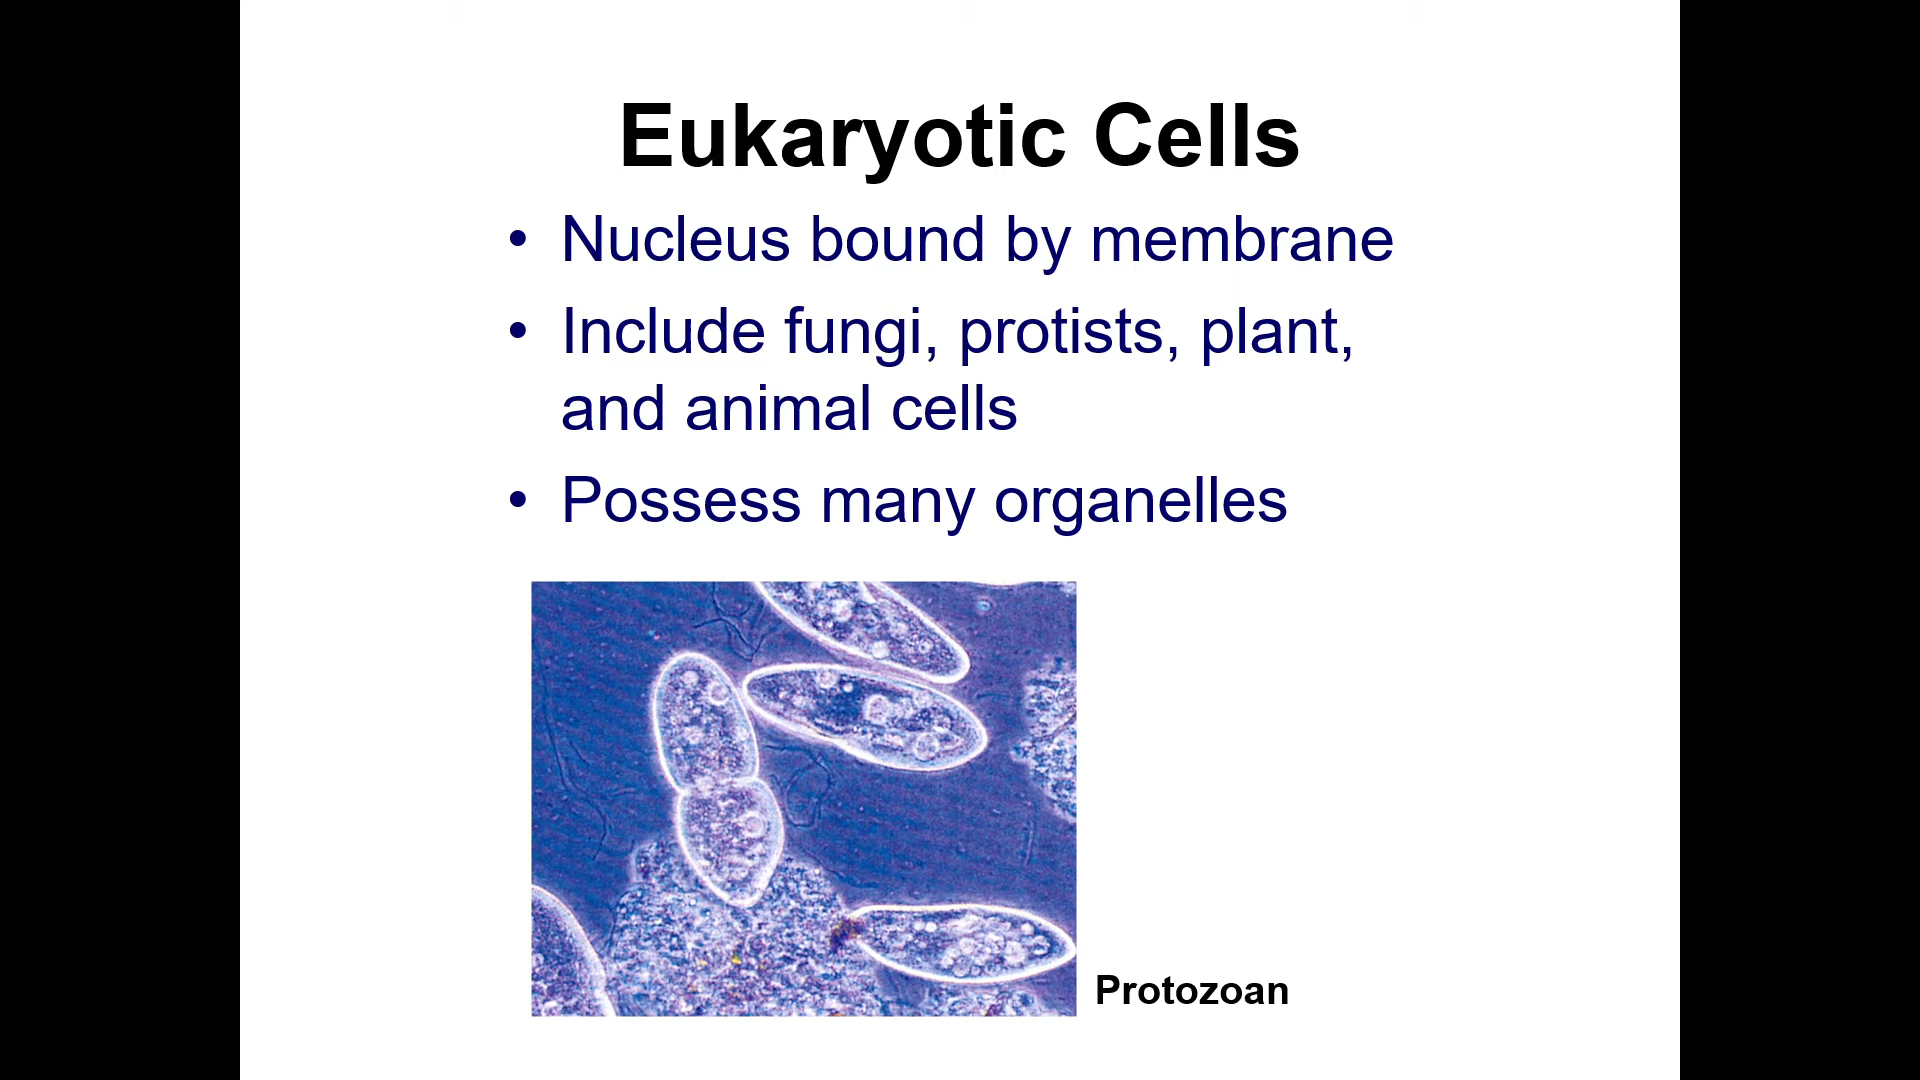 Eukaryotic Cells
• Nucleus bound by membrane
• Include fungi, protists, plant,
and animal cells
• Possess many organelles
Protozoan